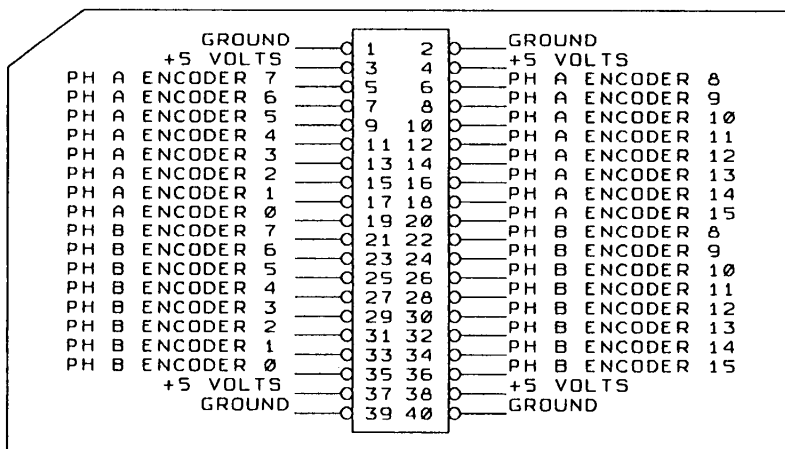 GROUND 1 2 GROUND
+5 VOLTS 3 4 +5 VOLTS
PH A ENCODER 7 5 6 PH A ENCODER 8
PH A ENCODER 6 7 8 PH A ENCODER 9
PH A ENCODER 5 9 10 PH A ENCODER 10
PH A ENCODER 4 11 12 PH A ENCODER 11
PH A ENCODER 3 13 14 PH A ENCODER 12
PH A ENCODER 2 15 16 PH A ENCODER 13
PH A ENCODER 1 17 18 PH A ENCODER 14
PH A ENCODER 0 19 20 PH A ENCODER 15
PH B ENCODER 7 21 22 PH B ENCODER 8
PH B ENCODER 6 23 24 PH B ENCODER 9
PH B ENCODER 5 25 26 PH B ENCODER 10
PH B ENCODER 4 27 28 PH B ENCODER 11
PH B ENCODER 3 29 30 PH B ENCODER 12
PH B ENCODER 2 31 32 PH B ENCODER 13
PH B ENCODER 1 33 34 PH B ENCODER 14
PH B ENCODER 0 35 36 PH B ENCODER 15
+5 VOLTS 37 38 +5 VOLTS
GROUND 39 40 GROUND